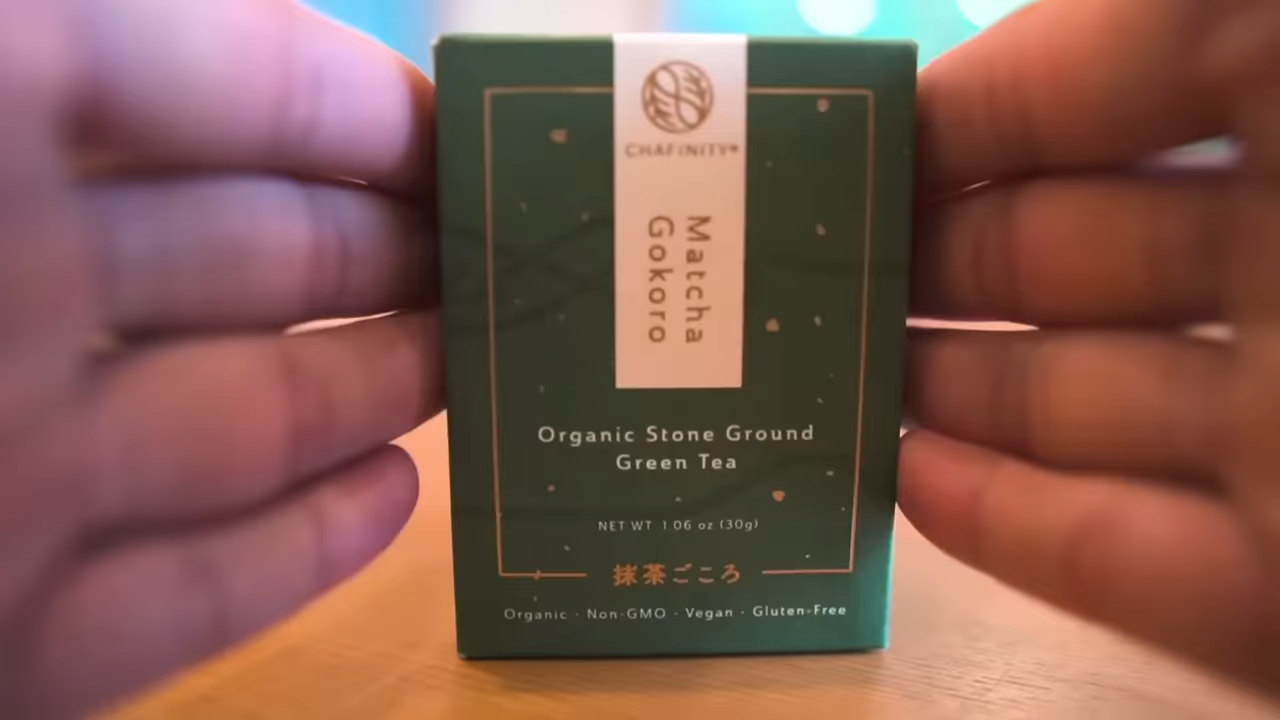 CHAFINITY®
Matcha
Gokoro
Organic Stone Ground
Green Tea
NET WT 1.06 oz (30g)
抹茶ごころ
Organic · Non-GMO · Vegan · Gluten-Free